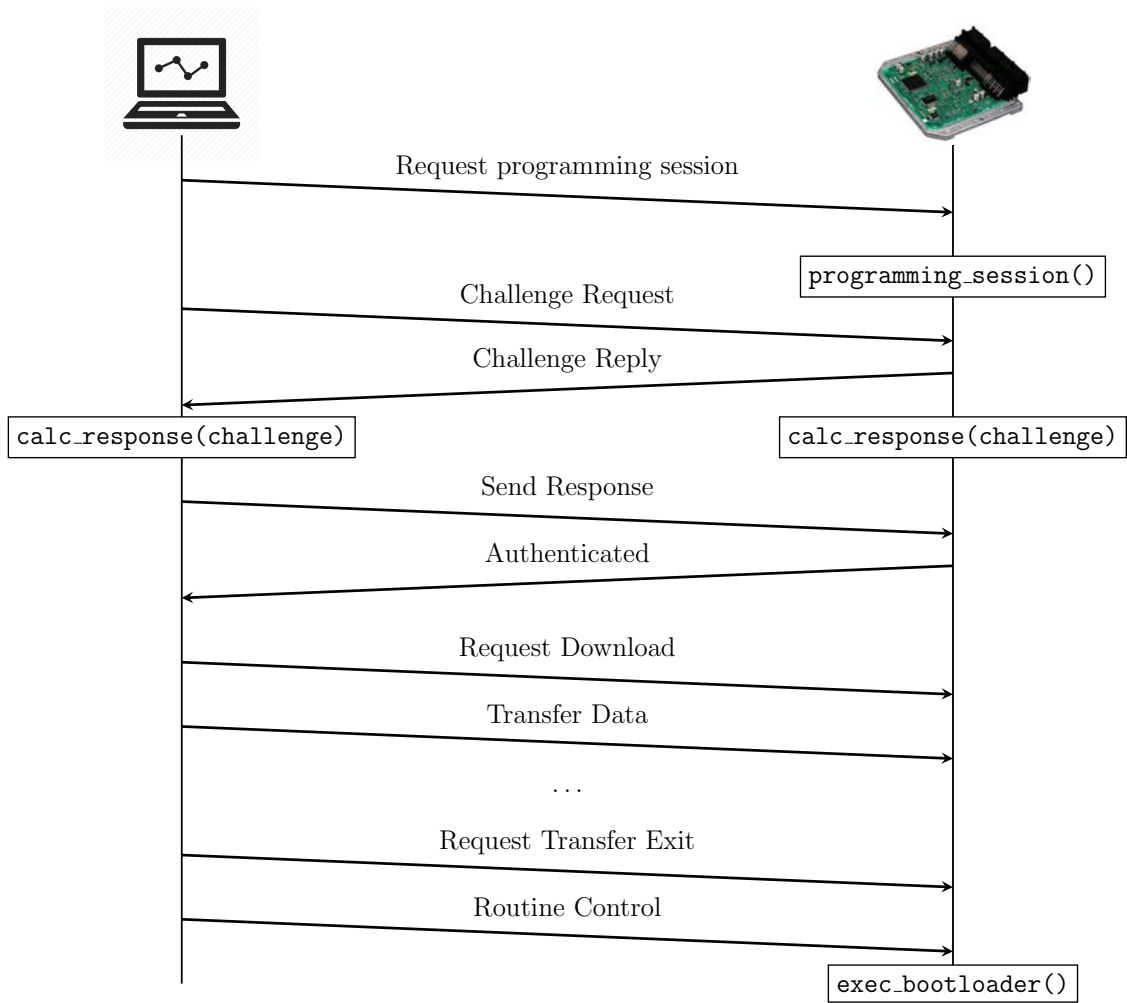 Request programming session
programming_session()
Challenge Request
Challenge Reply
calc_response(challenge)
calc_response(challenge)
Send Response
Authenticated
Request Download
Transfer Data
...
Request Transfer Exit
Routine Control
exec_bootloader()